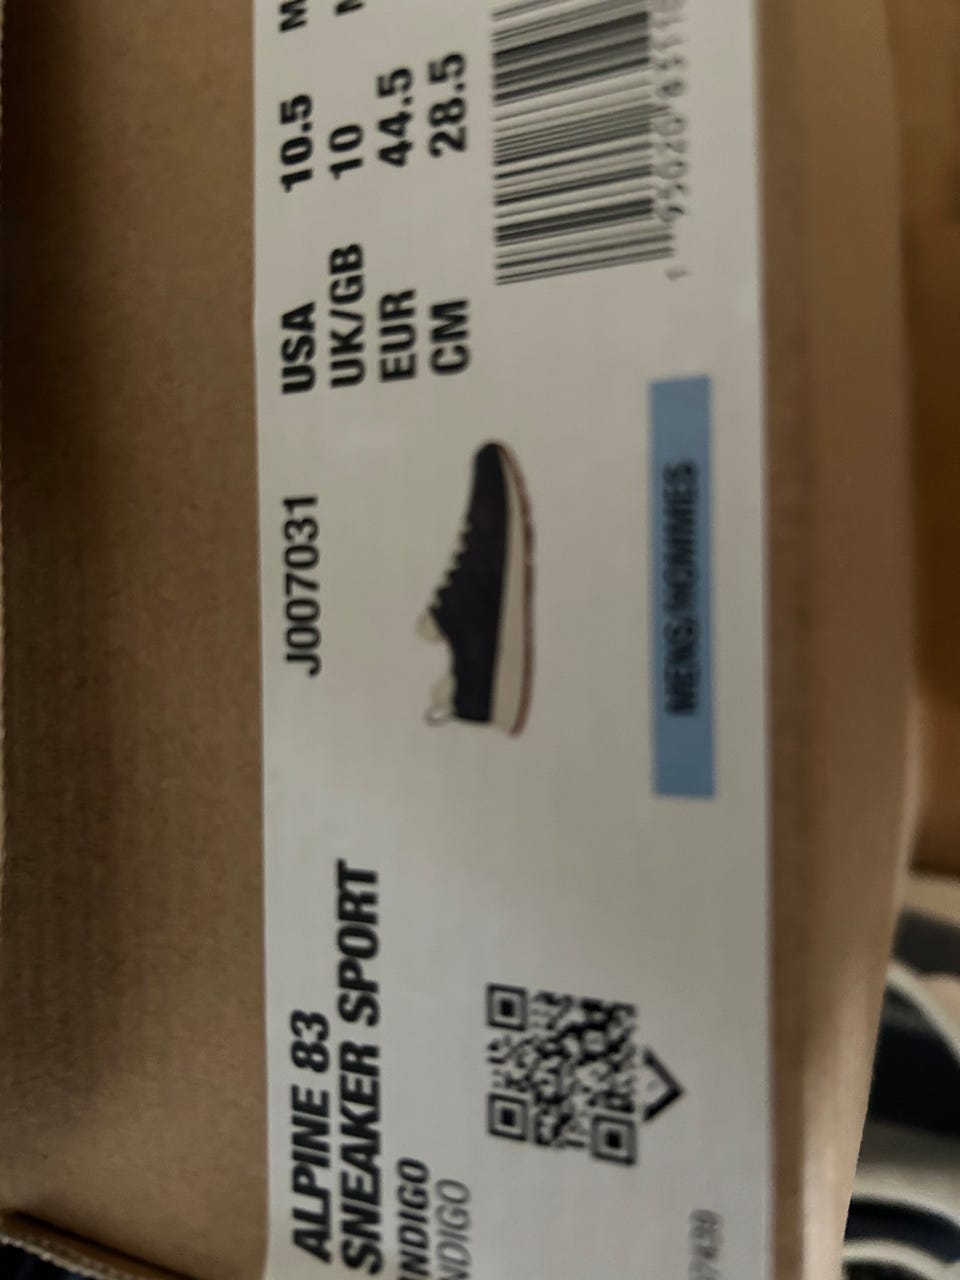 ALPINE 83
SNEAKER SPORT
INDIGO
INDIGO
J007031
USA 10.5 M
UK/GB 10
EUR 44.5
CM 28.5
MENS/HOMMES